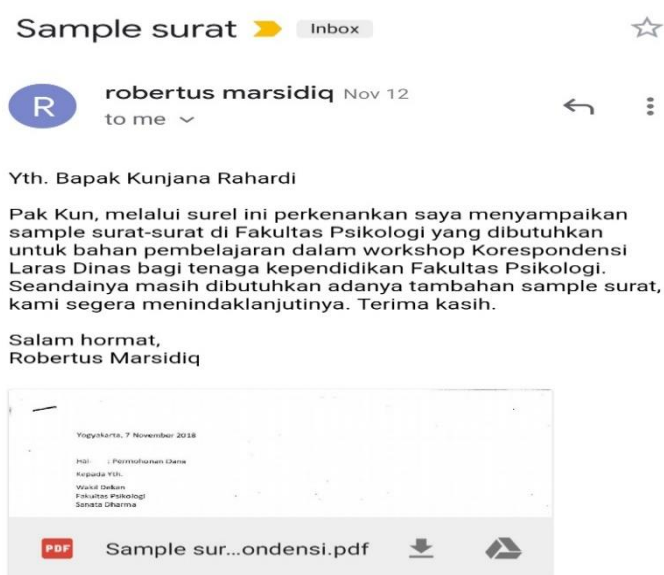 Sample surat Inbox
R
robertus marsidiq Nov 12
to me
Yth. Bapak Kunjana Rahardi
Pak Kun, melalui surel ini perkenankan saya menyampaikan
sample surat-surat di Fakultas Psikologi yang dibutuhkan
untuk bahan pembelajaran dalam workshop Korespondensi
Laras Dinas bagi tenaga kependidikan Fakultas Psikologi.
Seandainya masih dibutuhkan adanya tambahan sample surat,
kami segera menindaklanjutinya. Terima kasih.
Salam hormat,
Robertus Marsidiq
Yogyakarta, 7 November 2018
Hal : Permohonan Dana
Kepada Yth.
Wakil Dekan
Fakultas Psikologi
Sanata Dharma
PDF Sample sur...ondensi.pdf